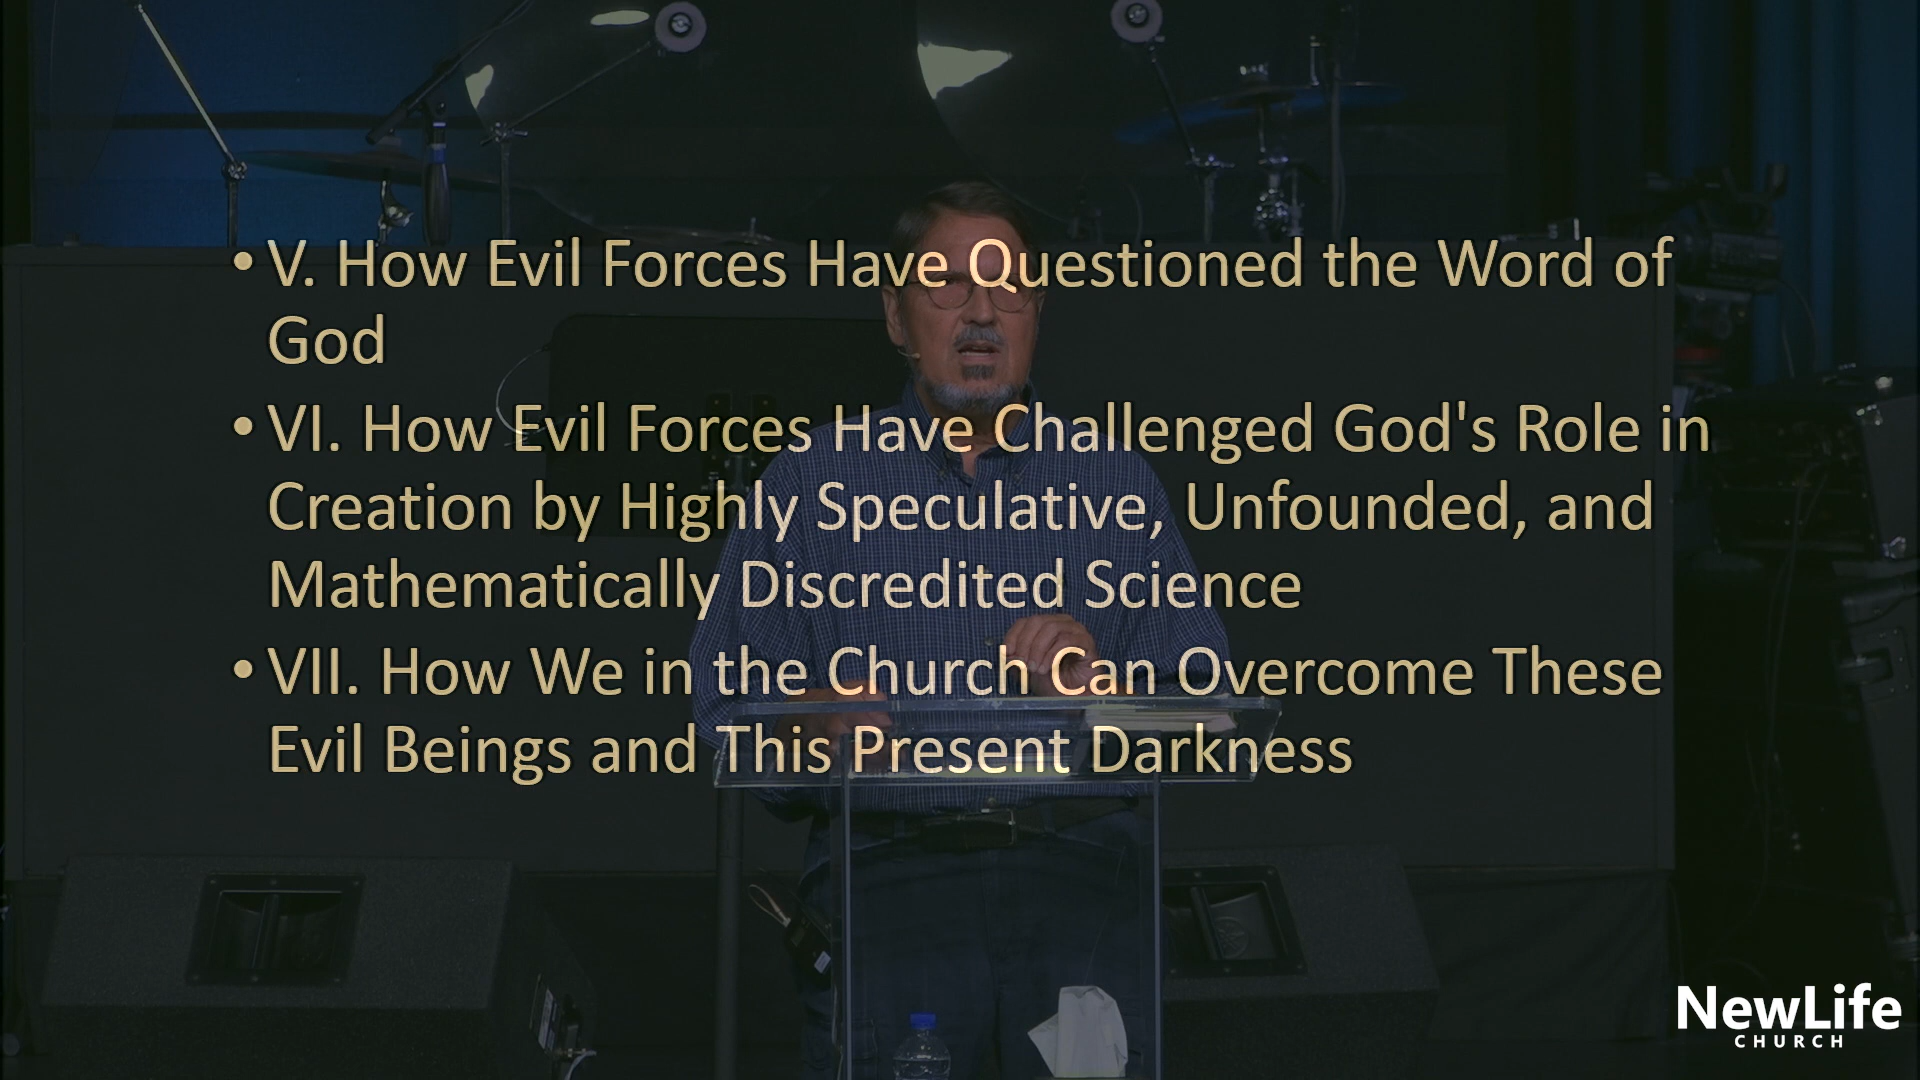 • V. How Evil Forces Have Questioned the Word of
God
• VI. How Evil Forces Have Challenged God's Role in
Creation by Highly Speculative, Unfounded, and
Mathematically Discredited Science
• VII. How We in the Church Can Overcome These
Evil Beings and This Present Darkness
NewLife
CHURCH